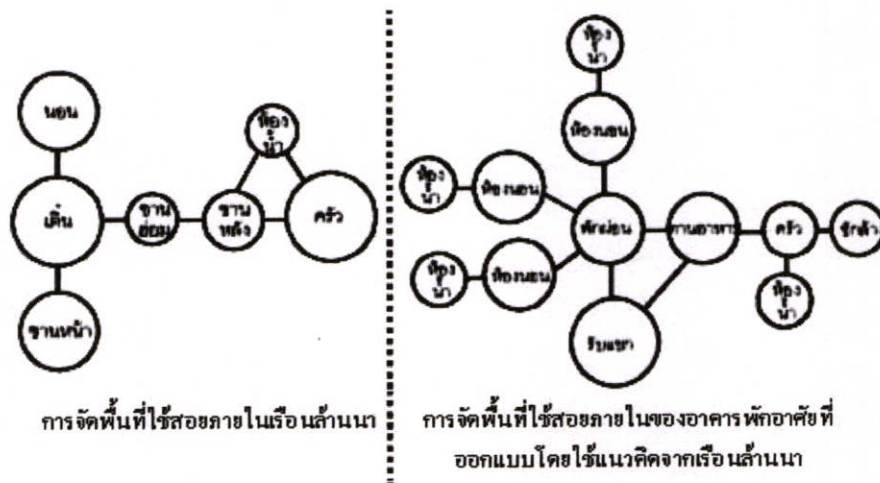 นอน
เติ๋น
ชานหน้า
ชาน
ฮ่อม
ชาน
หลัง
ห้อง
น้ำ
ครัว
การจัดพื้นที่ใช้สอยภายในเรือนล้านนา
ห้อง
น้ำ
ห้องนอน
ห้อง
น้ำ
ห้องนอน
ห้อง
น้ำ
ห้องนอน
พักผ่อน
ทานอาหาร
ครัว
ซักล้าง
ห้อง
น้ำ
รับแขก
การจัดพื้นที่ใช้สอยภายในของอาคารพักอาศัยที่
ออกแบบโดยใช้แนวคิดจากเรือนล้านนา